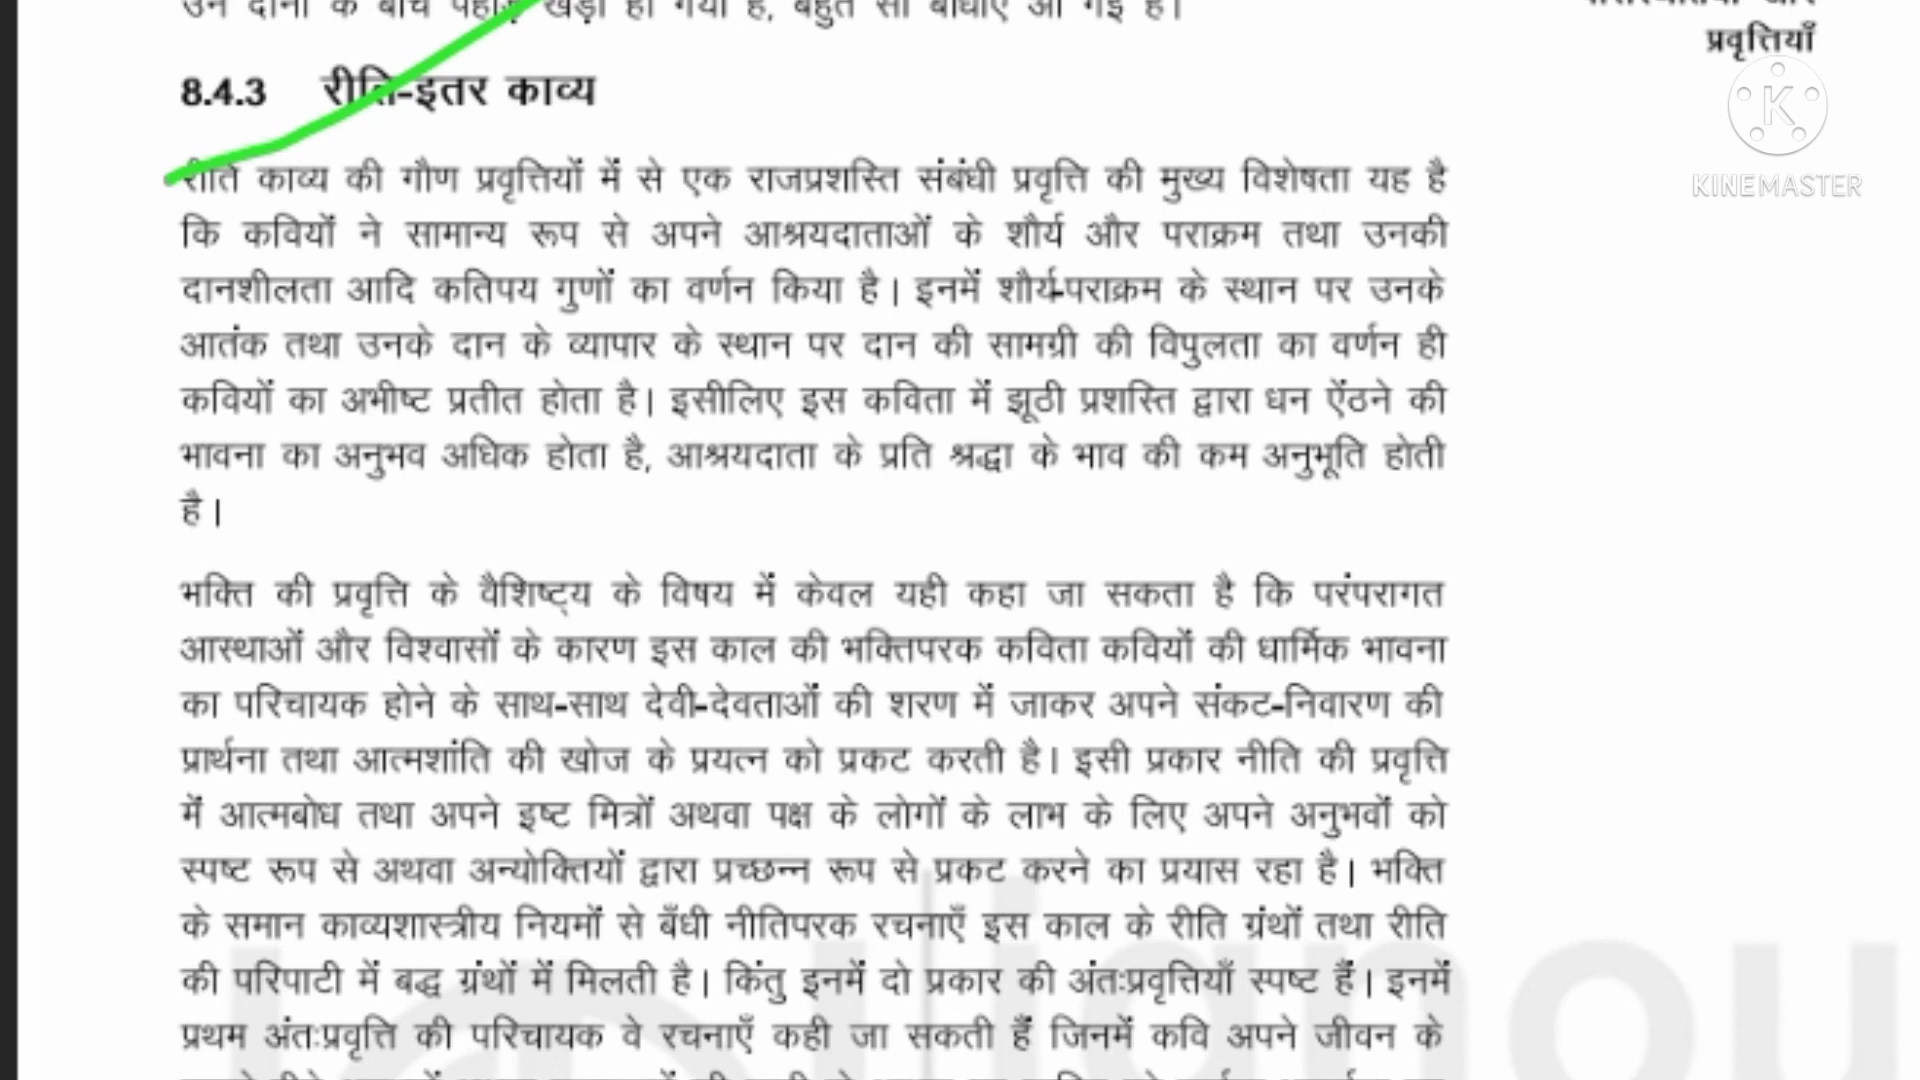 उन दोनों के बीच पहाड़ खड़ा हो गया है, बहुत सी बाधाएँ आ गई हैं।
प्रवृत्तियाँ
8.4.3 रीति-इतर काव्य
रीति काव्य की गौण प्रवृत्तियों में से एक राजप्रशस्ति संबंधी प्रवृत्ति की मुख्य विशेषता यह है
कि कवियों ने सामान्य रूप से अपने आश्रयदाताओं के शौर्य और पराक्रम तथा उनकी
दानशीलता आदि कतिपय गुणों का वर्णन किया है। इनमें शौर्य-पराक्रम के स्थान पर उनके
आतंक तथा उनके दान के व्यापार के स्थान पर दान की सामग्री की विपुलता का वर्णन ही
कवियों का अभीष्ट प्रतीत होता है। इसीलिए इस कविता में झूठी प्रशस्ति द्वारा धन ऐंठने की
भावना का अनुभव अधिक होता है, आश्रयदाता के प्रति श्रद्धा के भाव की कम अनुभूति होती
है।
भक्ति की प्रवृत्ति के वैशिष्ट्य के विषय में केवल यही कहा जा सकता है कि परंपरागत
आस्थाओं और विश्वासों के कारण इस काल की भक्तिपरक कविता कवियों की धार्मिक भावना
का परिचायक होने के साथ-साथ देवी-देवताओं की शरण में जाकर अपने संकट-निवारण की
प्रार्थना तथा आत्मशांति की खोज के प्रयत्न को प्रकट करती है। इसी प्रकार नीति की प्रवृत्ति
में आत्मबोध तथा अपने इष्ट मित्रों अथवा पक्ष के लोगों के लाभ के लिए अपने अनुभवों को
स्पष्ट रूप से अथवा अन्योक्तियों द्वारा प्रच्छन्न रूप से प्रकट करने का प्रयास रहा है। भक्ति
के समान काव्यशास्त्रीय नियमों से बँधी नीतिपरक रचनाएँ इस काल के रीति ग्रंथों तथा रीति
की परिपाटी में बद्ध ग्रंथों में मिलती है। किंतु इनमें दो प्रकार की अंतःप्रवृत्तियाँ स्पष्ट हैं। इनमें
प्रथम अंतःप्रवृत्ति की परिचायक वे रचनाएँ कही जा सकती हैं जिनमें कवि अपने जीवन के
KINEMASTER